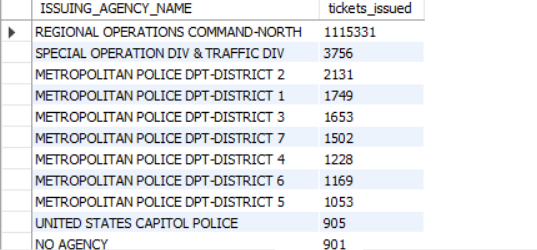 ISSUING_AGENCY_NAME tickets_issued
REGIONAL OPERATIONS COMMAND-NORTH 1115331
SPECIAL OPERATION DIV & TRAFFIC DIV 3756
METROPOLITAN POLICE DPT-DISTRICT 2 2131
METROPOLITAN POLICE DPT-DISTRICT 1 1749
METROPOLITAN POLICE DPT-DISTRICT 3 1653
METROPOLITAN POLICE DPT-DISTRICT 7 1502
METROPOLITAN POLICE DPT-DISTRICT 4 1228
METROPOLITAN POLICE DPT-DISTRICT 6 1169
METROPOLITAN POLICE DPT-DISTRICT 5 1053
UNITED STATES CAPITOL POLICE 905
NO AGENCY 901